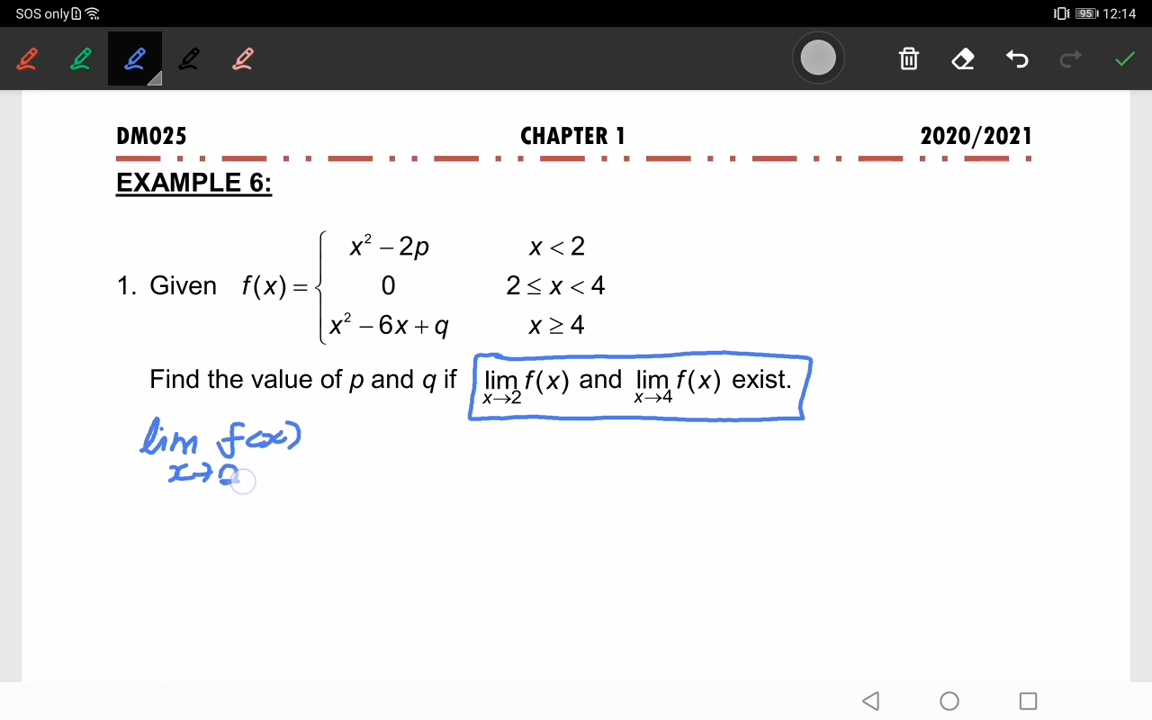 SOS only 95 12:14
DM025 CHAPTER 1 2020/2021
EXAMPLE 6:
x² − 2p x < 2
1. Given f(x) = 0 2 ≤ x < 4
x² − 6x + q x ≥ 4
Find the value of p and q if lim f(x) and lim f(x) exist.
x→2 x→4
lim f(x)
x→2